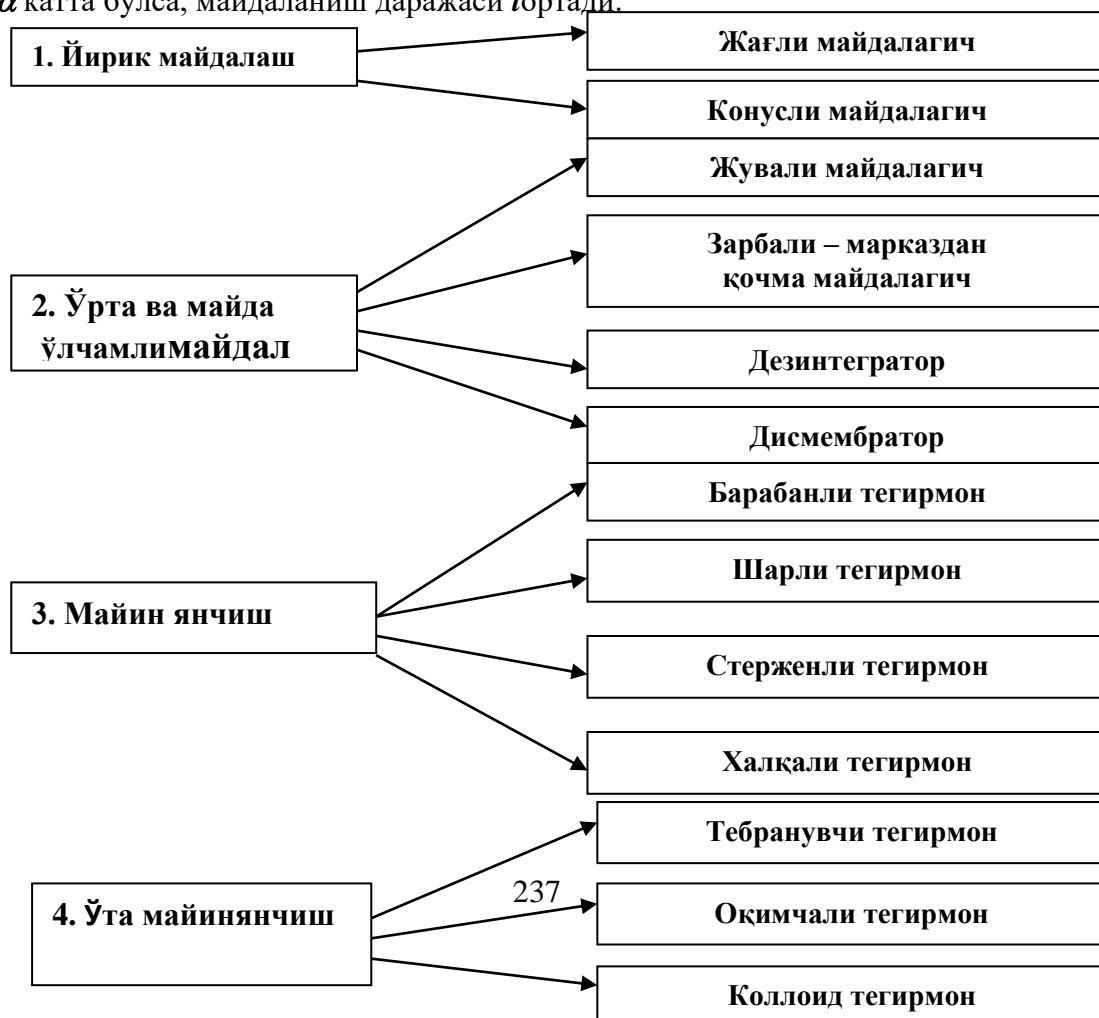 α катта бўлса, майдаланиш даражаси iортади.
1. Йирик майдалаш
Жағли майдалагич
Конусли майдалагич
2. Ўрта ва майда
ўлчамлимайдал
Жували майдалагич
Зарбали – марказдан
қочма майдалагич
Дезинтегратор
Дисмембратор
3. Майин янчиш
Барабанли тегирмон
Шарли тегирмон
Стерженли тегирмон
Халқали тегирмон
4. Ўта майинянчиш
Тебранувчи тегирмон
237
Оқимчали тегирмон
Коллоид тегирмон